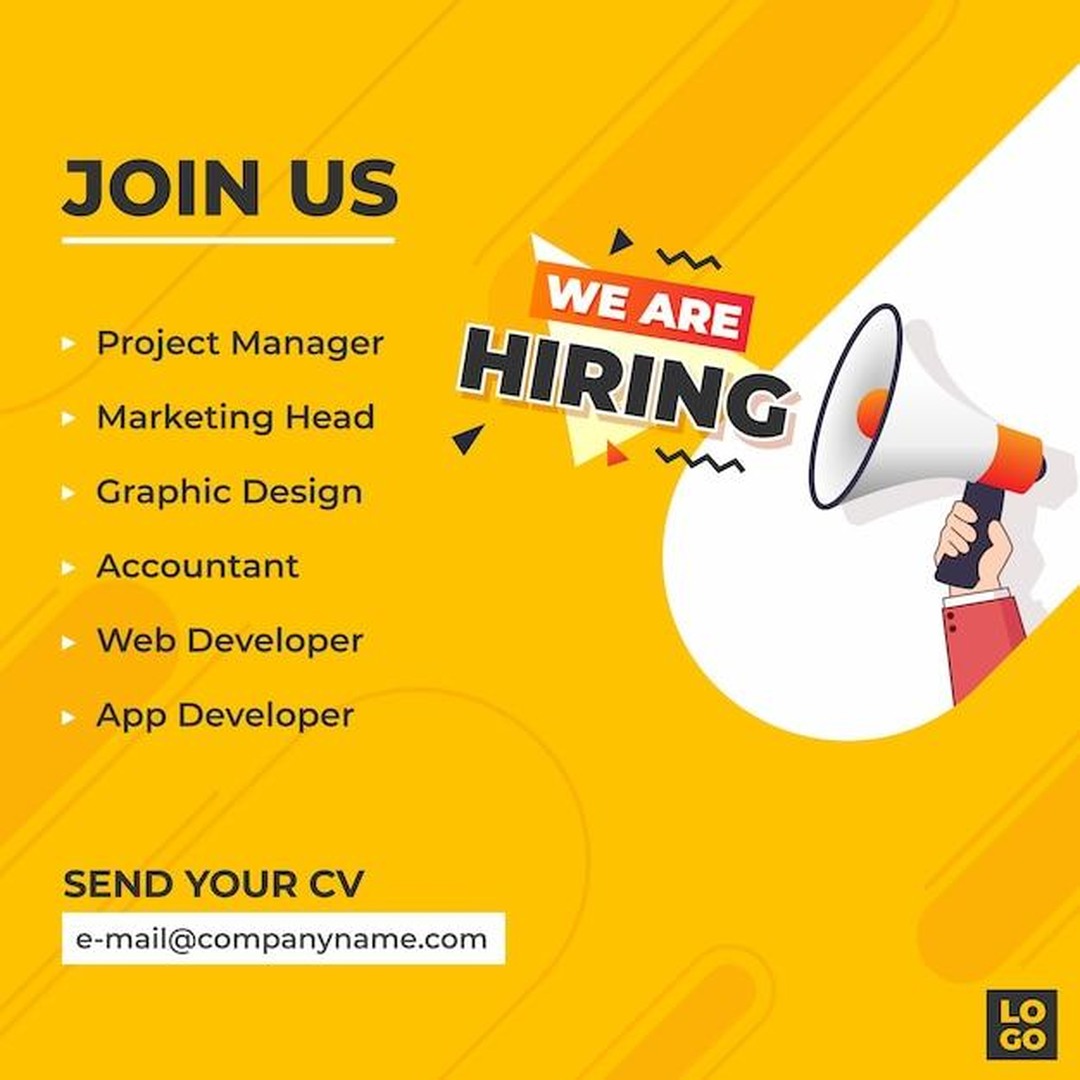 JOIN US
Project Manager
Marketing Head
Graphic Design
Accountant
Web Developer
App Developer
WE ARE
HIRING
SEND YOUR CV
e-mail@companyname.com
LO
GO